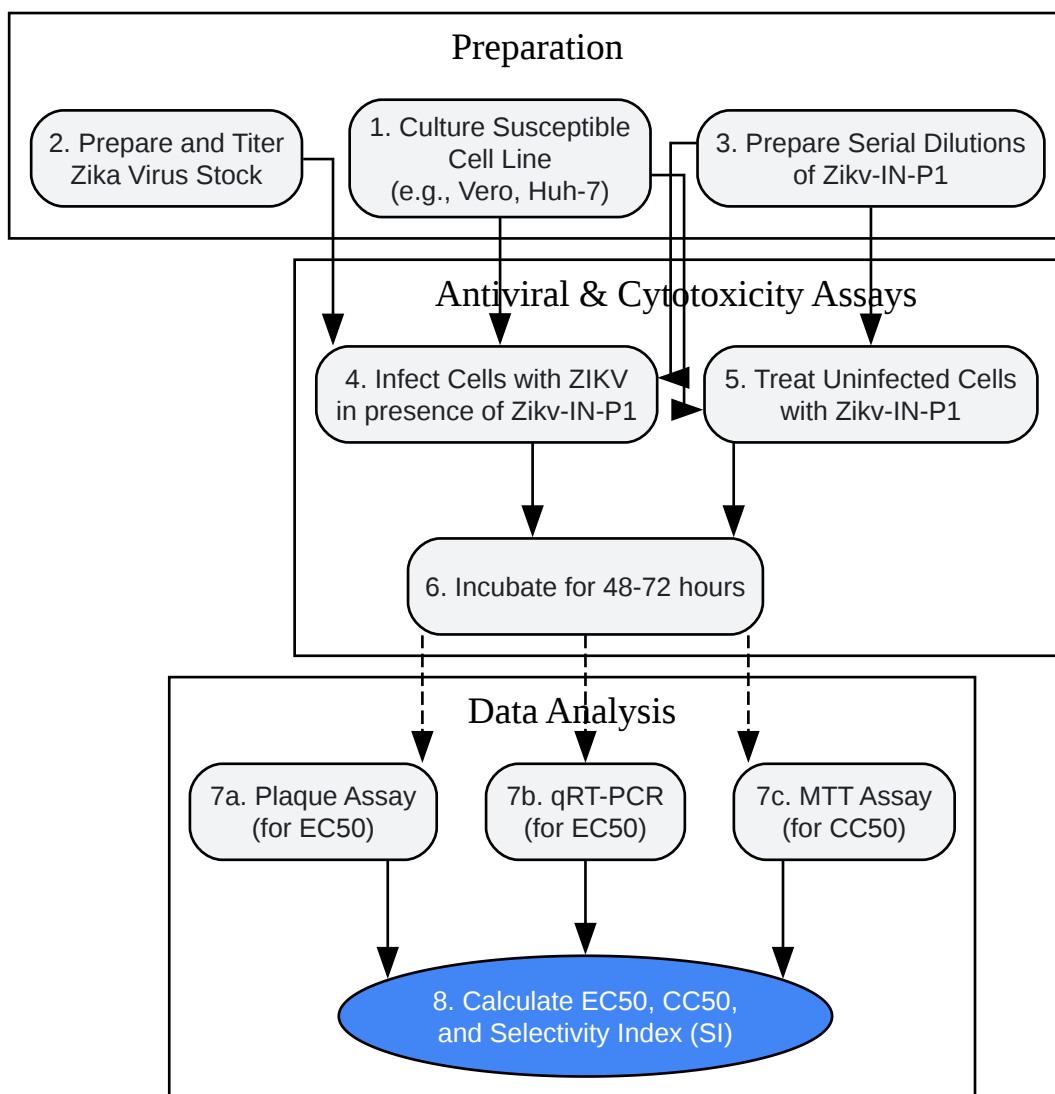 Preparation
2. Prepare and Titer
Zika Virus Stock
1. Culture Susceptible
Cell Line
(e.g., Vero, Huh-7)
3. Prepare Serial Dilutions
of Zikv-IN-P1
Antiviral & Cytotoxicity Assays
4. Infect Cells with ZIKV
in presence of Zikv-IN-P1
5. Treat Uninfected Cells
with Zikv-IN-P1
6. Incubate for 48-72 hours
Data Analysis
7a. Plaque Assay
(for EC50)
7b. qRT-PCR
(for EC50)
7c. MTT Assay
(for CC50)
8. Calculate EC50, CC50,
and Selectivity Index (SI)